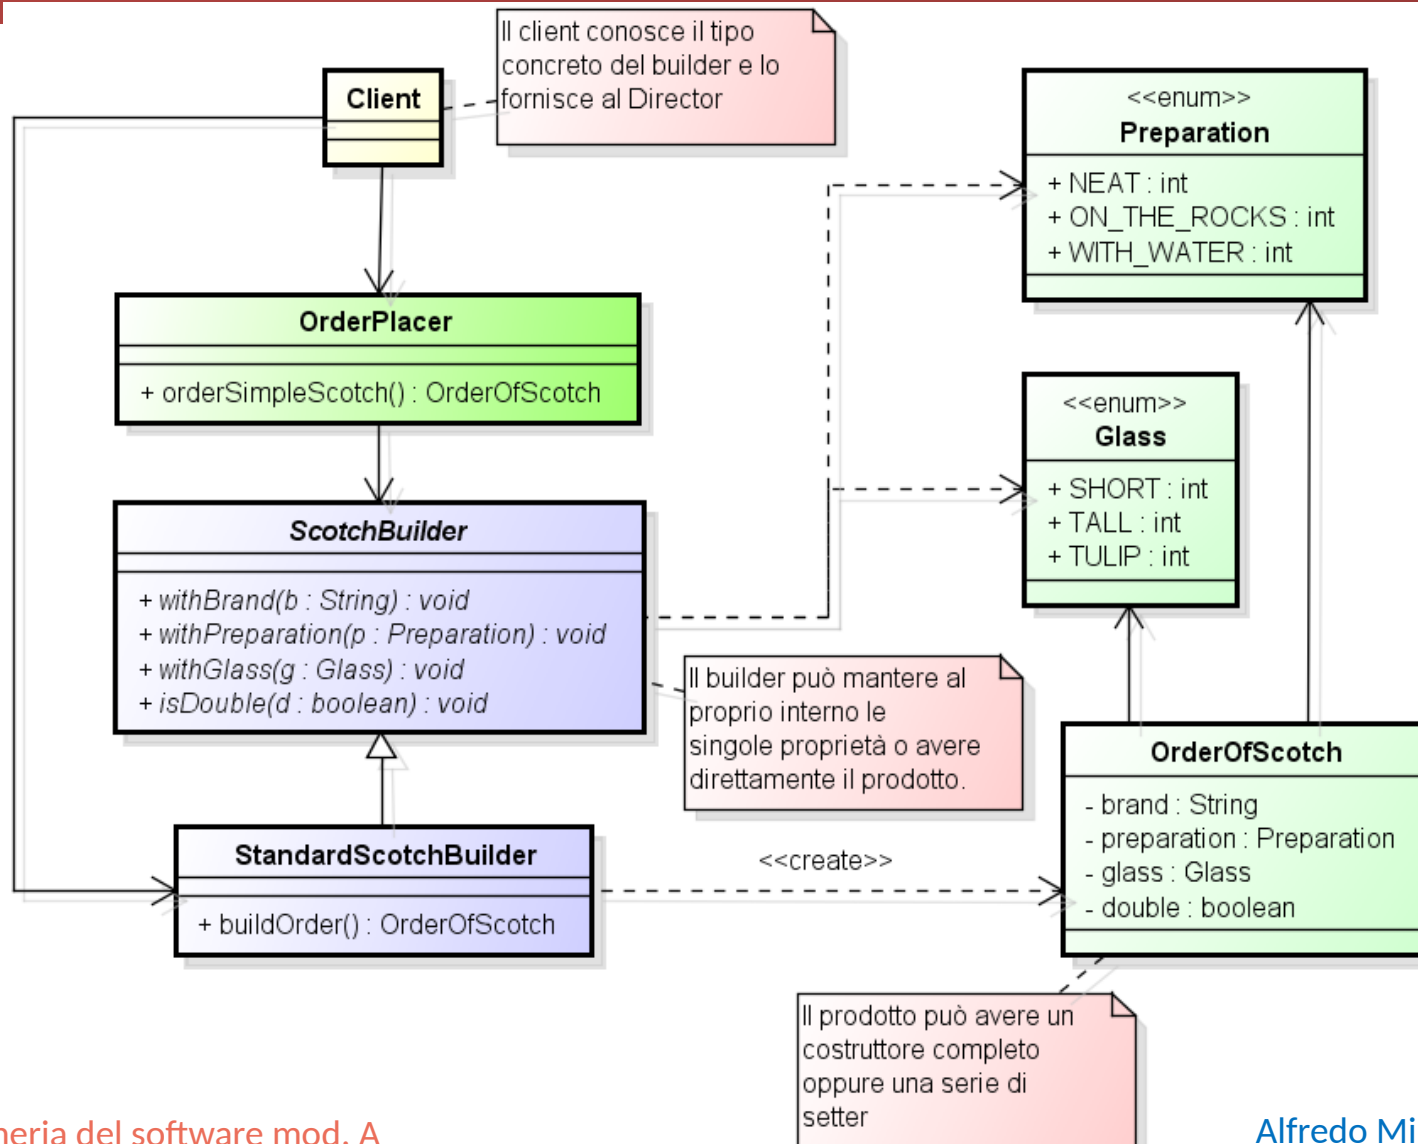 Il client conosce il tipo
concreto del builder e lo
fornisce al Director
Client
<<enum>>
Preparation
+ NEAT : int
+ ON_THE_ROCKS : int
+ WITH_WATER : int
OrderPlacer
+ orderSimpleScotch() : OrderOfScotch
<<enum>>
Glass
+ SHORT : int
+ TALL : int
+ TULIP : int
ScotchBuilder
+ withBrand(b : String) : void
+ withPreparation(p : Preparation) : void
+ withGlass(g : Glass) : void
+ isDouble(d : boolean) : void
Il builder può mantere al
proprio interno le
singole proprietà o avere
direttamente il prodotto.
OrderOfScotch
- brand : String
- preparation : Preparation
- glass : Glass
- double : boolean
StandardScotchBuilder
+ buildOrder() : OrderOfScotch
<<create>>
Il prodotto può avere un
costruttore completo
oppure una serie di
setter
neria del software mod. A
Alfredo Mi